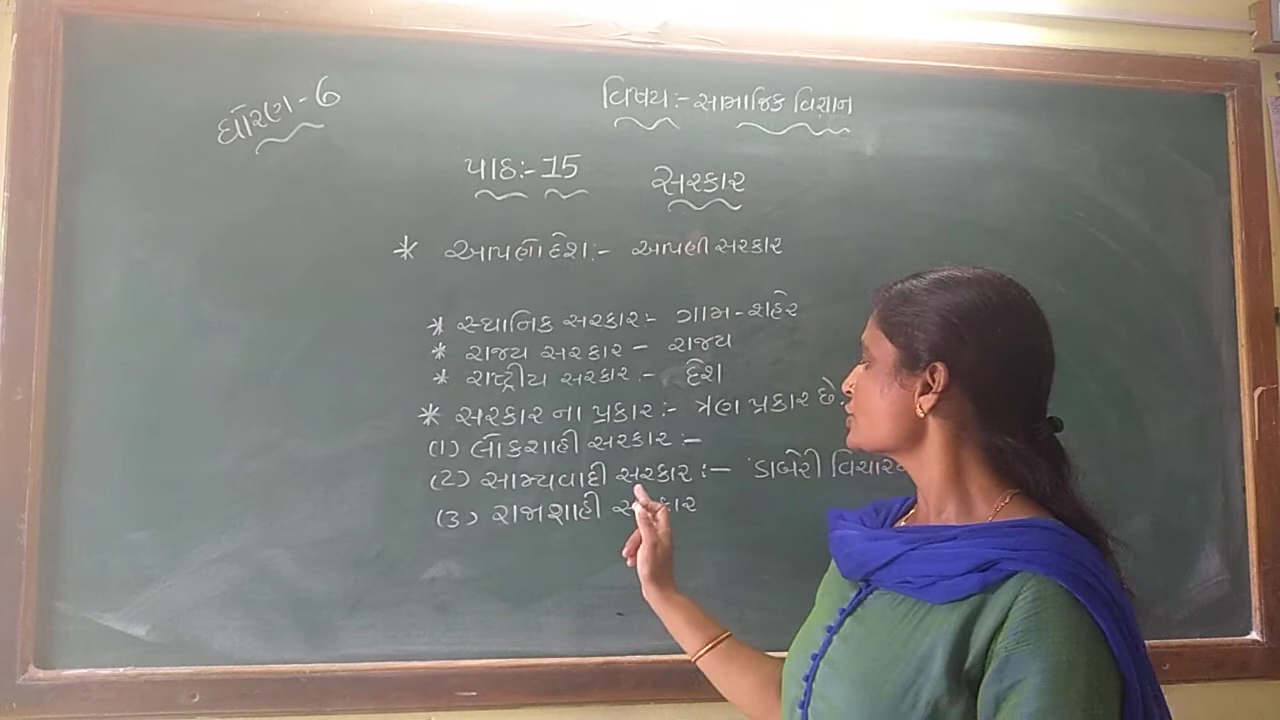 ધોરણ - 6
વિષય :- સામાજિક વિજ્ઞાન
પાઠ:- 15 સરકાર
* આપણો દેશ :- આપણી સરકાર
* સ્થાનિક સરકાર :- ગામ - શહેર
* રાજ્ય સરકાર - રાજ્ય
* રાષ્ટ્રીય સરકાર :- દેશ
* સરકાર ના પ્રકાર :- ત્રણ પ્રકાર છે.
(1) લોકશાહી સરકાર :-
(2) સામ્યવાદી સરકાર :- ડાબેરી
(3) રાજાશાહી સરકાર